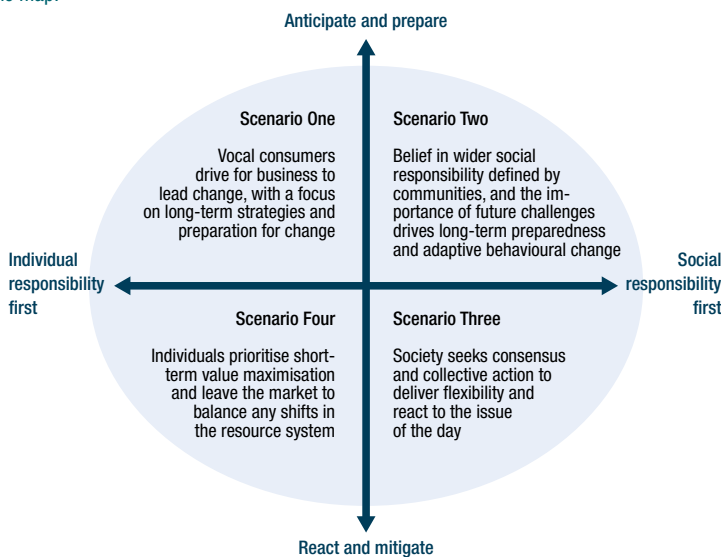 map.
Anticipate and prepare
Scenario One
Vocal consumers
drive for business to
lead change, with a focus
on long-term strategies and
preparation for change
Scenario Two
Belief in wider social
responsibility defined by
communities, and the im-
portance of future challenges
drives long-term preparedness
and adaptive behavioural change
Individual
responsibility
first
Social
responsibility
first
Scenario Four
Individuals prioritise short-
term value maximisation
and leave the market to
balance any shifts in
the resource system
Scenario Three
Society seeks consensus
and collective action to
deliver flexibility and
react to the issue
of the day
React and mitigate